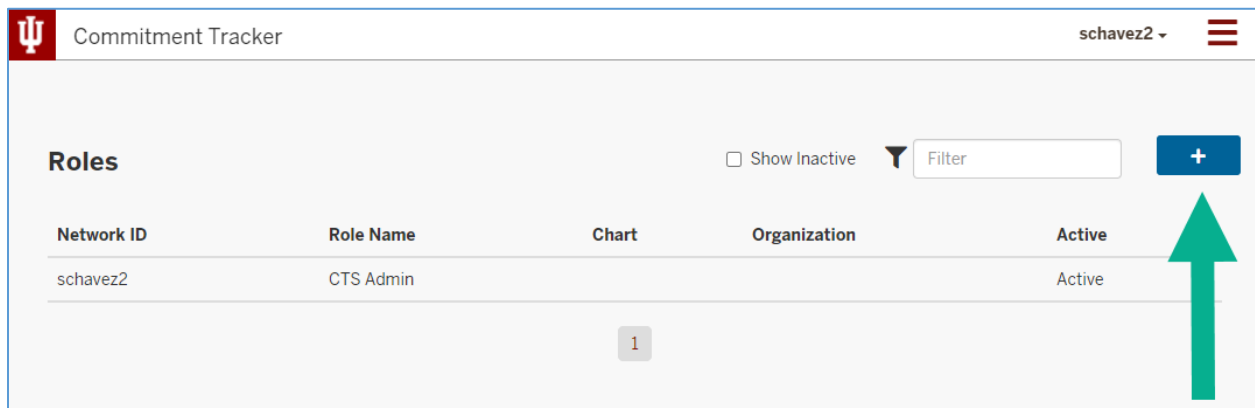 Commitment Tracker schavez2
Roles Show Inactive Filter +
Network ID Role Name Chart Organization Active
schavez2 CTS Admin Active
1